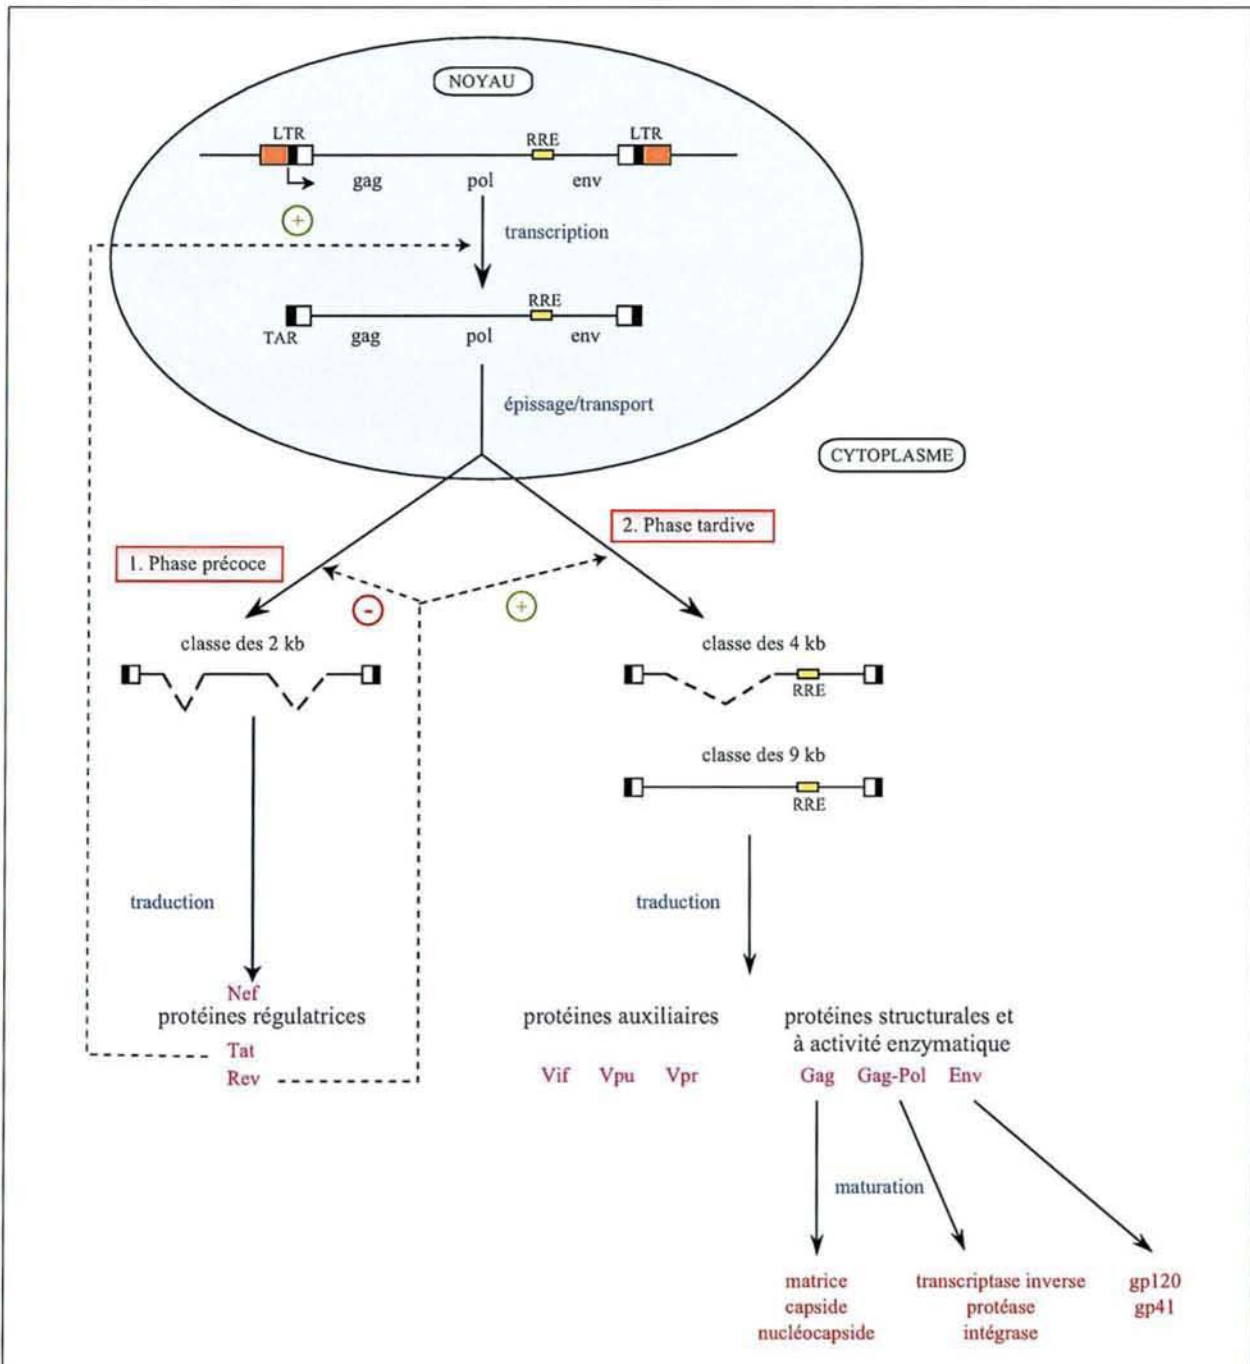 NOYAU
LTR
RRE
LTR
gag
pol
env
+
transcription
RRE
TAR
gag
pol
env
épissage/transport
CYTOPLASME
2. Phase tardive
1. Phase précoce
-
+
classe des 2 kb
classe des 4 kb
RRE
classe des 9 kb
RRE
traduction
traduction
Nef
protéines régulatrices
Tat
Rev
protéines auxiliaires
Vif Vpu Vpr
protéines structurales et
à activité enzymatique
Gag Gag-Pol Env
maturation
matrice
capside
nucléocapside
transcriptase inverse
protéase
intégrase
gp120
gp41